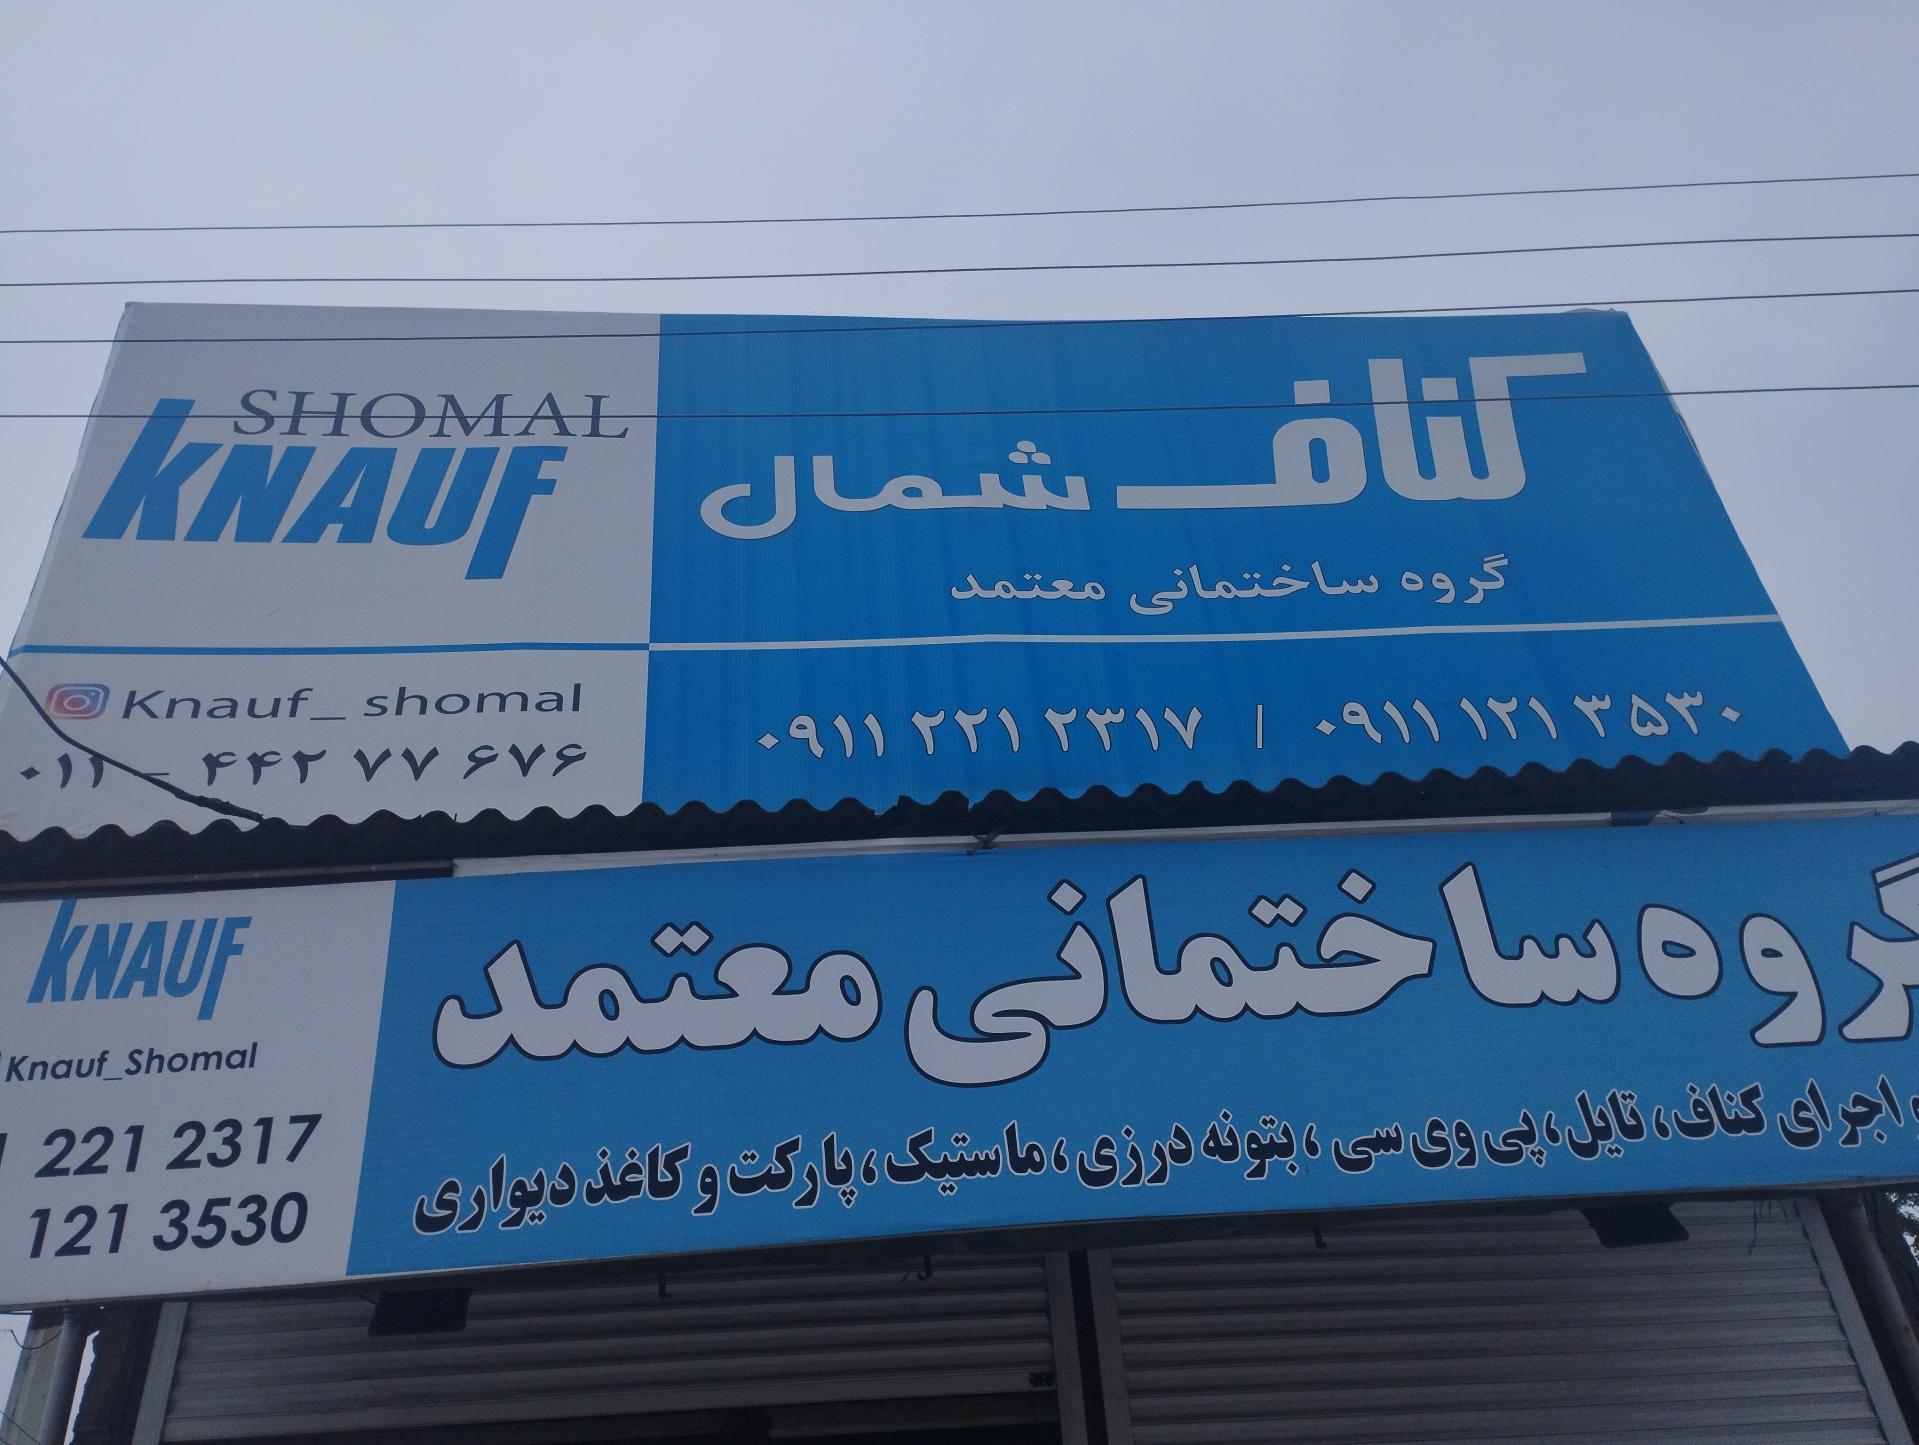 SHOMAL
KNAUF
کناف شمال
گروه ساختمانی معتمد
Knauf_shomal
۰۱۱ - ۴۴۲ ۷۷ ۶۷۶
۰۹۱۱ ۲۲۱ ۲۳۱۷ / ۰۹۱۱ ۱۲۱ ۳۵۳۰
KNAUF
گروه ساختمانی معتمد
Knauf_Shomal
221 2317
121 3530
و اجرای کناف، تایل، پی وی سی، بتونه درزی، ماستیک، پارکت و کاغذ دیواری